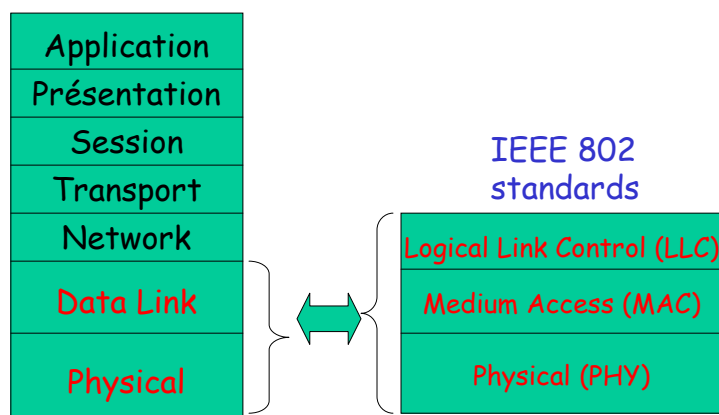 Application
Présentation
Session
Transport
Network
Data Link
Physical
IEEE 802
standards
Logical Link Control (LLC)
Medium Access (MAC)
Physical (PHY)